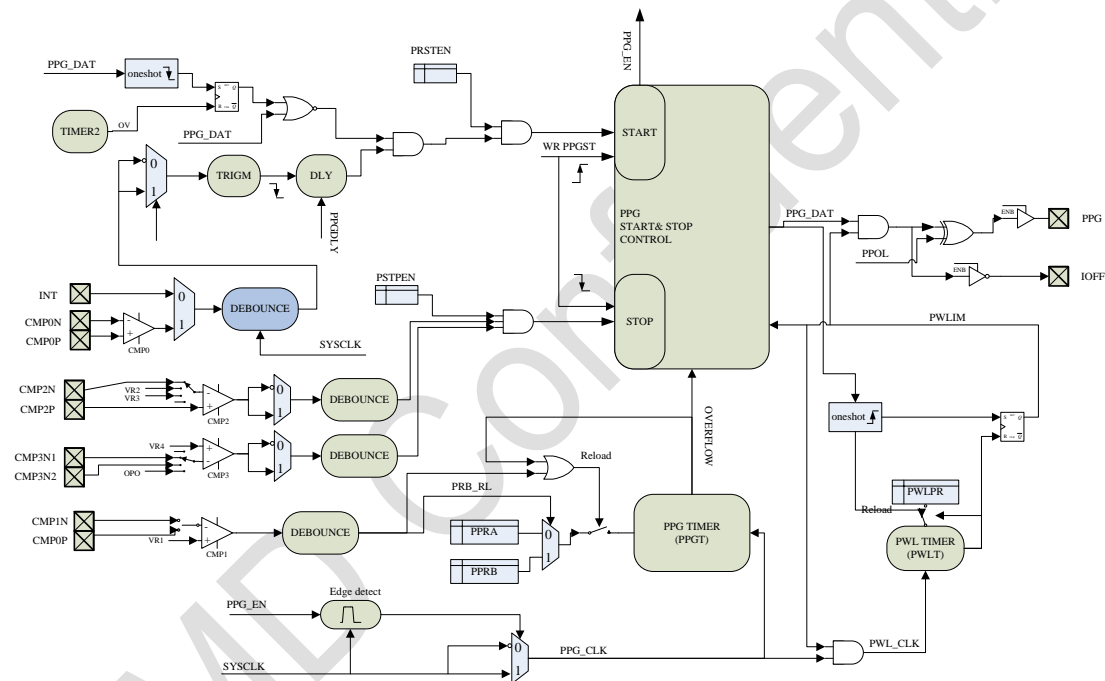 PPG_EN
PRSTEN
PPG_DAT
oneshot
S Q
R Q
START
TIMER2
OV
PPG_DAT
WR PPGST
0
1
TRIGM
DLY
PPGDLY
PPG
START& STOP
CONTROL
PPG_DAT
ENB
PPG
PPOL
ENB
IOFF
INT
0
1
DEBOUNCE
PSTPEN
STOP
CMP0N
CMP0P
-
+
CMP0
SYSCLK
PWLIM
CMP2N
CMP2P
VR2
VR3
-
+
CMP2
0
1
DEBOUNCE
OVERFLOW
oneshot
S Q
R Q
CMP3N1
CMP3N2
VR4
OPO
+
-
CMP3
0
1
DEBOUNCE
Reload
PRB_RL
PWLPR
Reload
CMP1N
CMP0P
VR1
-
+
CMP1
DEBOUNCE
PPRA
PPRB
0
1
PPG TIMER
(PPGT)
PWL TIMER
(PWLT)
Edge detect
PPG_EN
SYSCLK
0
1
PPG_CLK
PWL_CLK
MD Confidenti